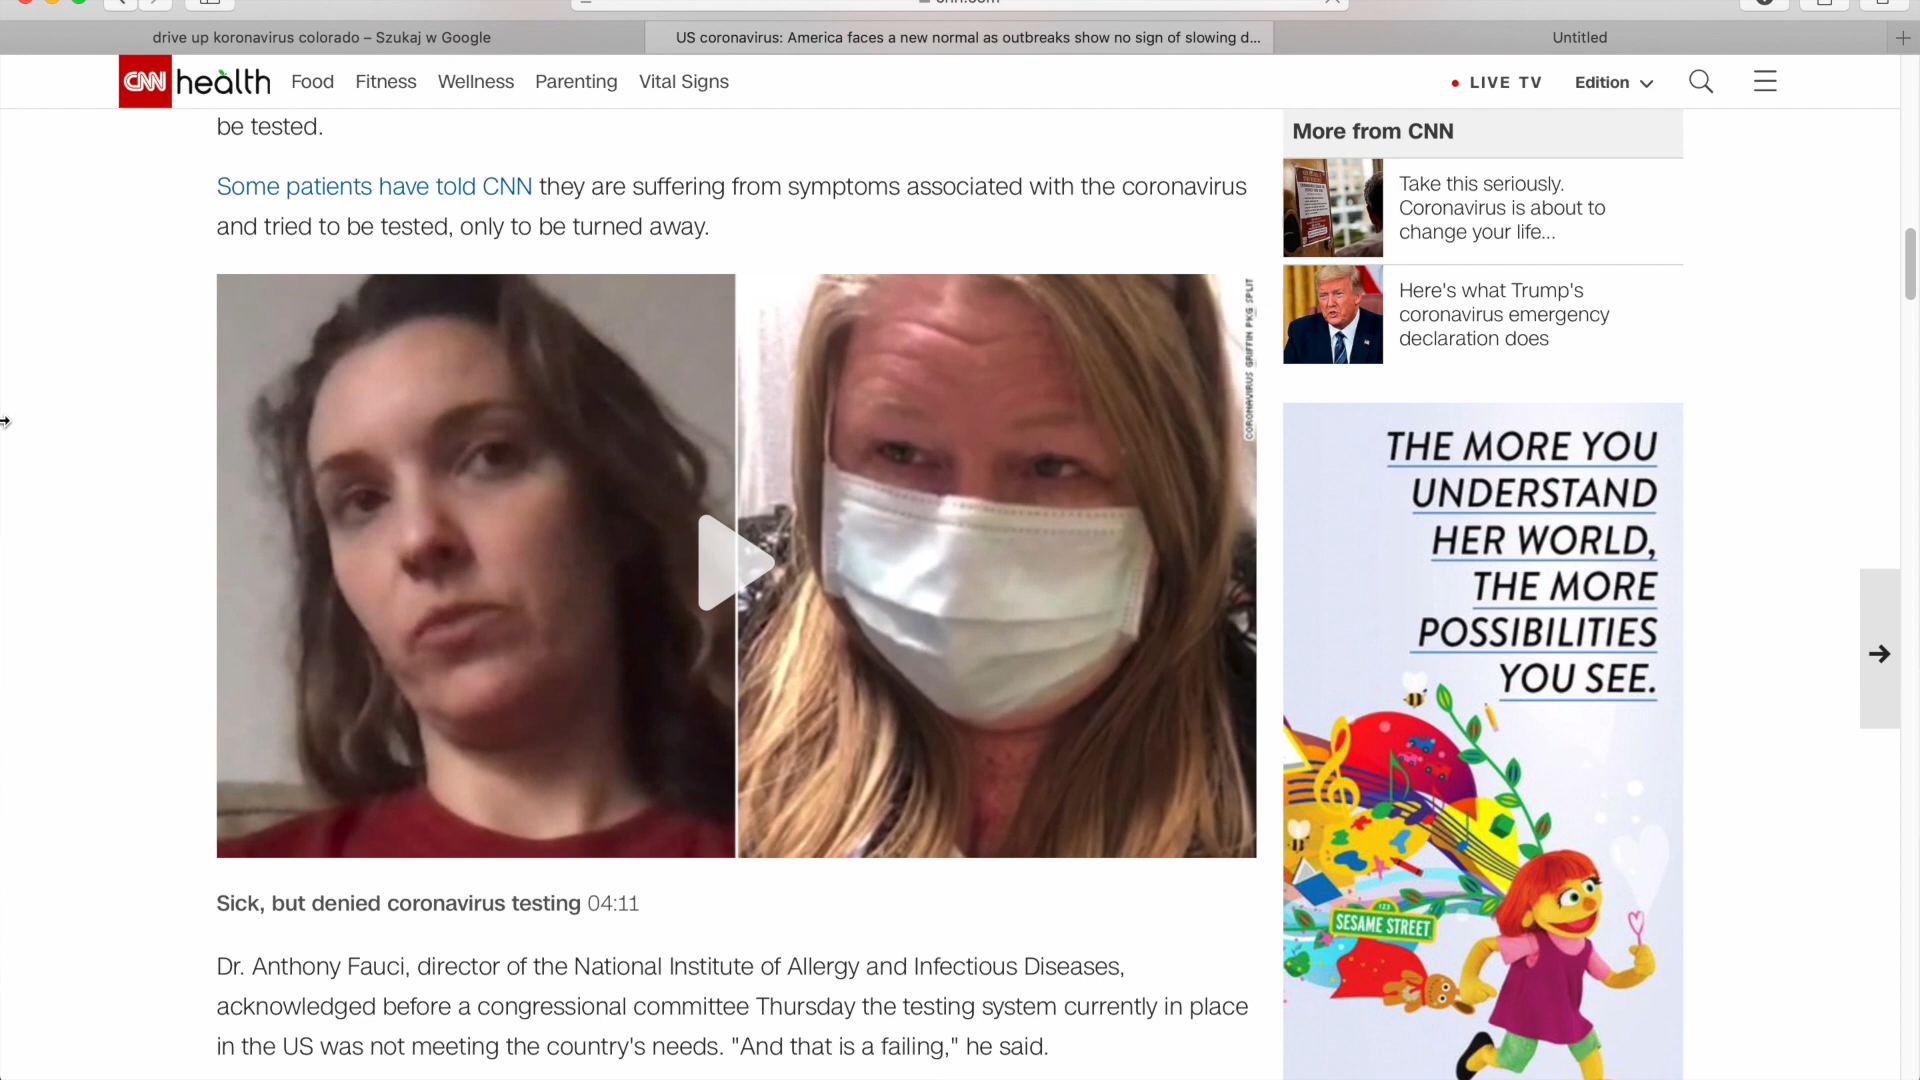 drive up koronavirus colorado – Szukaj w Google
US coronavirus: America faces a new normal as outbreaks show no sign of slowing d...
Untitled
CNN health
Food
Fitness
Wellness
Parenting
Vital Signs
LIVE TV
Edition
be tested.
Some patients have told CNN they are suffering from symptoms associated with the coronavirus
and tried to be tested, only to be turned away.
CORONAVIRUS GRIFFIN PKG SPLIT
Sick, but denied coronavirus testing 04:11
Dr. Anthony Fauci, director of the National Institute of Allergy and Infectious Diseases,
acknowledged before a congressional committee Thursday the testing system currently in place
in the US was not meeting the country's needs. "And that is a failing," he said.
More from CNN
Take this seriously.
Coronavirus is about to
change your life...
Here's what Trump's
coronavirus emergency
declaration does
THE MORE YOU
UNDERSTAND
HER WORLD,
THE MORE
POSSIBILITIES
YOU SEE.
123
SESAME STREET